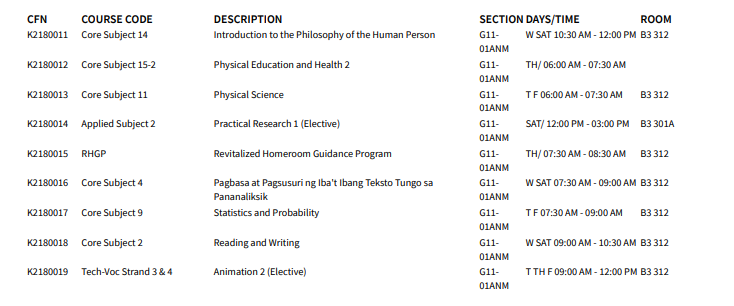 CFN COURSE CODE DESCRIPTION SECTION DAYS/TIME ROOM
K2180011 Core Subject 14 Introduction to the Philosophy of the Human Person G11- W SAT 10:30 AM - 12:00 PM B3 312
01ANM
K2180012 Core Subject 15-2 Physical Education and Health 2 G11- TH/ 06:00 AM - 07:30 AM
01ANM
K2180013 Core Subject 11 Physical Science G11- T F 06:00 AM - 07:30 AM B3 312
01ANM
K2180014 Applied Subject 2 Practical Research 1 (Elective) G11- SAT/ 12:00 PM - 03:00 PM B3 301A
01ANM
K2180015 RHGP Revitalized Homeroom Guidance Program G11- TH/ 07:30 AM - 08:30 AM B3 312
01ANM
K2180016 Core Subject 4 Pagbasa at Pagsusuri ng Iba't Ibang Teksto Tungo sa G11- W SAT 07:30 AM - 09:00 AM B3 312
Pananaliksik 01ANM
K2180017 Core Subject 9 Statistics and Probability G11- T F 07:30 AM - 09:00 AM B3 312
01ANM
K2180018 Core Subject 2 Reading and Writing G11- W SAT 09:00 AM - 10:30 AM B3 312
01ANM
K2180019 Tech-Voc Strand 3 & 4 Animation 2 (Elective) G11- T TH F 09:00 AM - 12:00 PM B3 312
01ANM